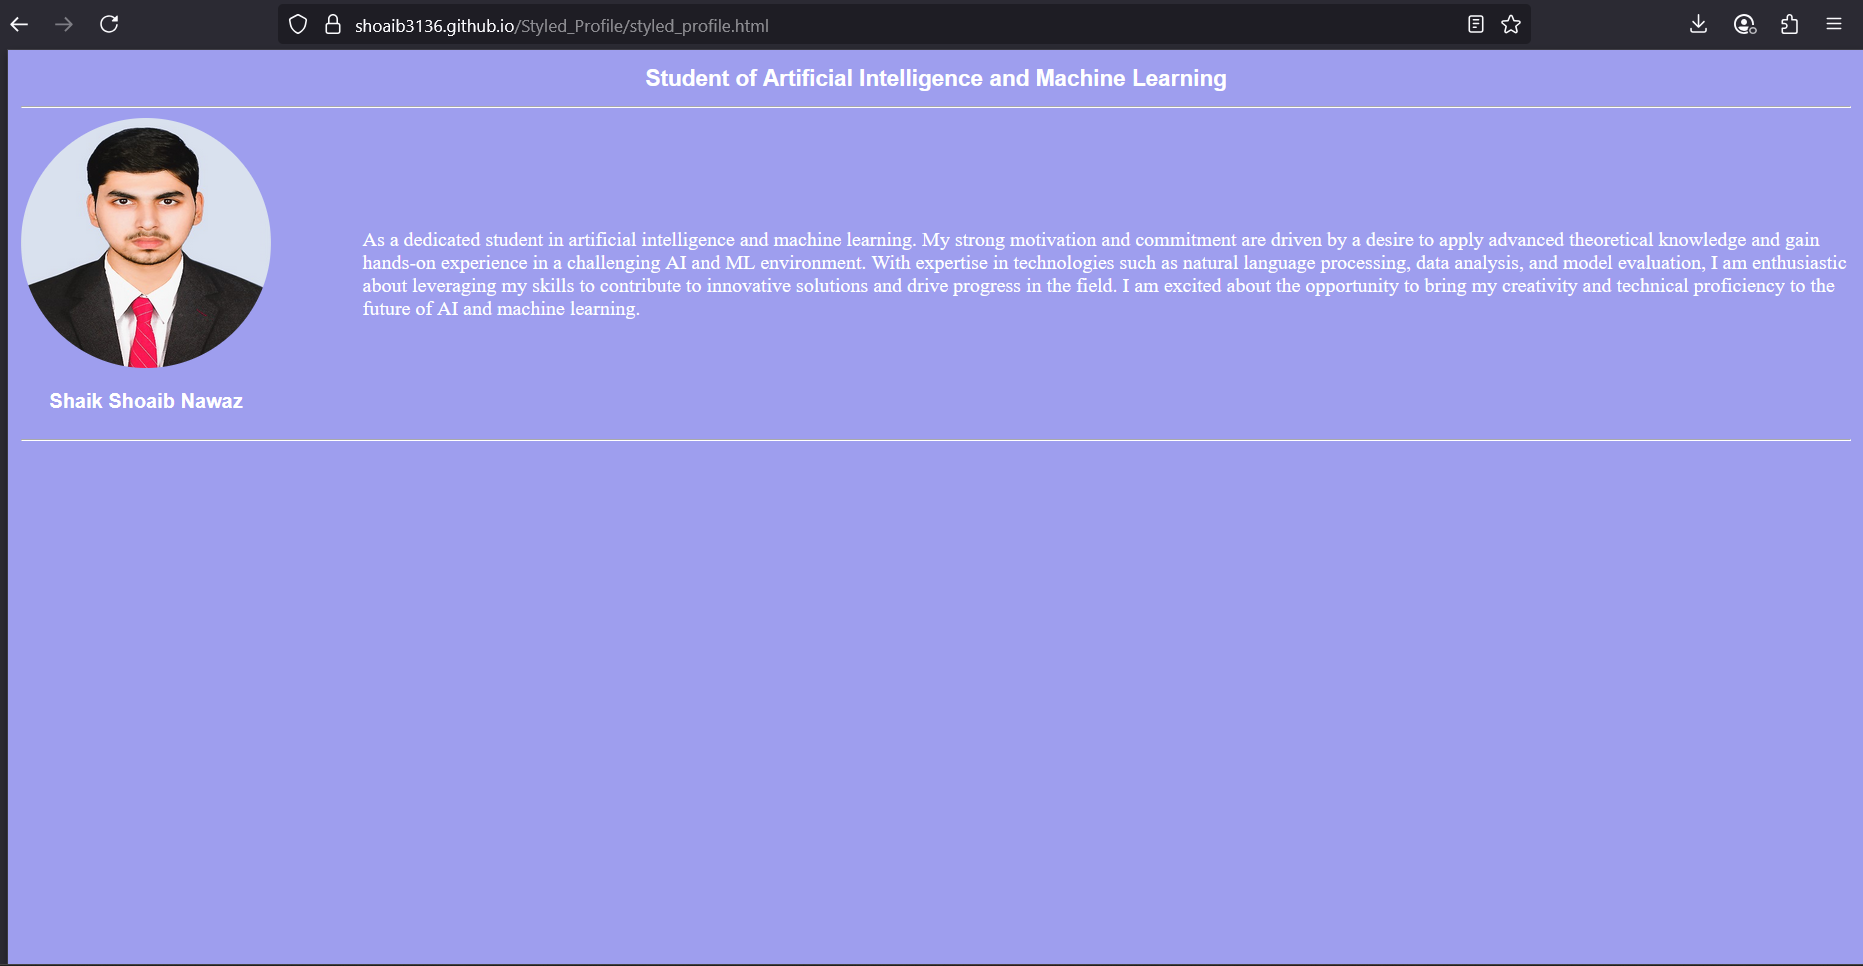 shoaib3136.github.io/Styled_Profile/styled_profile.html
Student of Artificial Intelligence and Machine Learning
As a dedicated student in artificial intelligence and machine learning. My strong motivation and commitment are driven by a desire to apply advanced theoretical knowledge and gain
hands-on experience in a challenging AI and ML environment. With expertise in technologies such as natural language processing, data analysis, and model evaluation, I am enthusiastic
about leveraging my skills to contribute to innovative solutions and drive progress in the field. I am excited about the opportunity to bring my creativity and technical proficiency to the
future of AI and machine learning.
Shaik Shoaib Nawaz